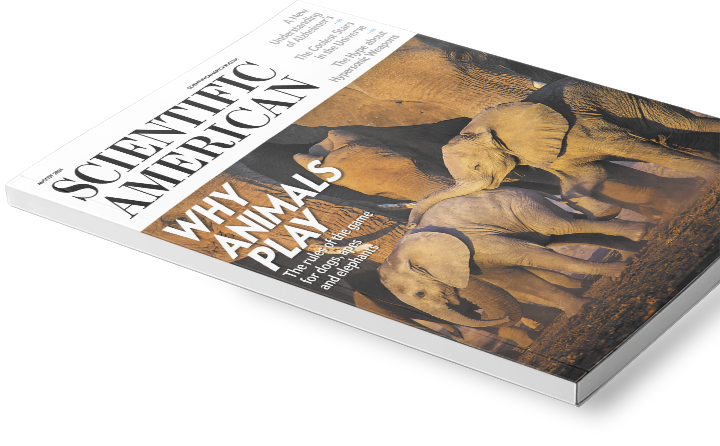 A New
Understanding
of Alzheimer's
The Coolest Stars
in the Universe
The Hype about
Hypersonic Weapons
SCIENTIFIC
AMERICAN
WHY
ANIMALS
PLAY
The rules of the game
for dogs, apes
and elephants